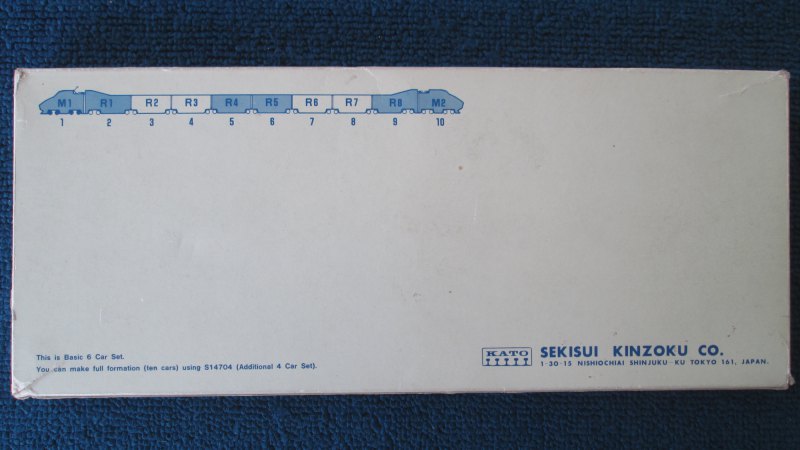 M1 R1 R2 R3 R4 R5 R6 R7 R8 M2
1 2 3 4 5 6 7 8 9 10
This is Basic 6 Car Set.
You can make full formation (ten cars) using S14704 (Additional 4 Car Set).
KATO
SEKISUI KINZOKU CO.
1-30-15 NISHIOCHIAI SHINJUKU-KU TOKYO 161, JAPAN.